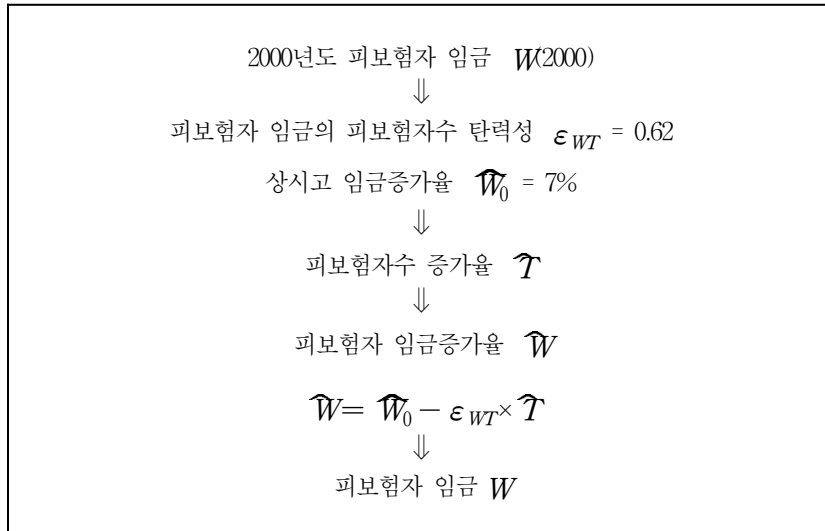 2000년도 피보험자 임금 W(2000)
⇓
피보험자 임금의 피보험자수 탄력성 ε_WT = 0.62
상시고 임금증가율 Ŵ₀ = 7%
⇓
피보험자수 증가율 T̂
⇓
피보험자 임금증가율 Ŵ
Ŵ = Ŵ₀ − ε_WT × T̂
⇓
피보험자 임금 W